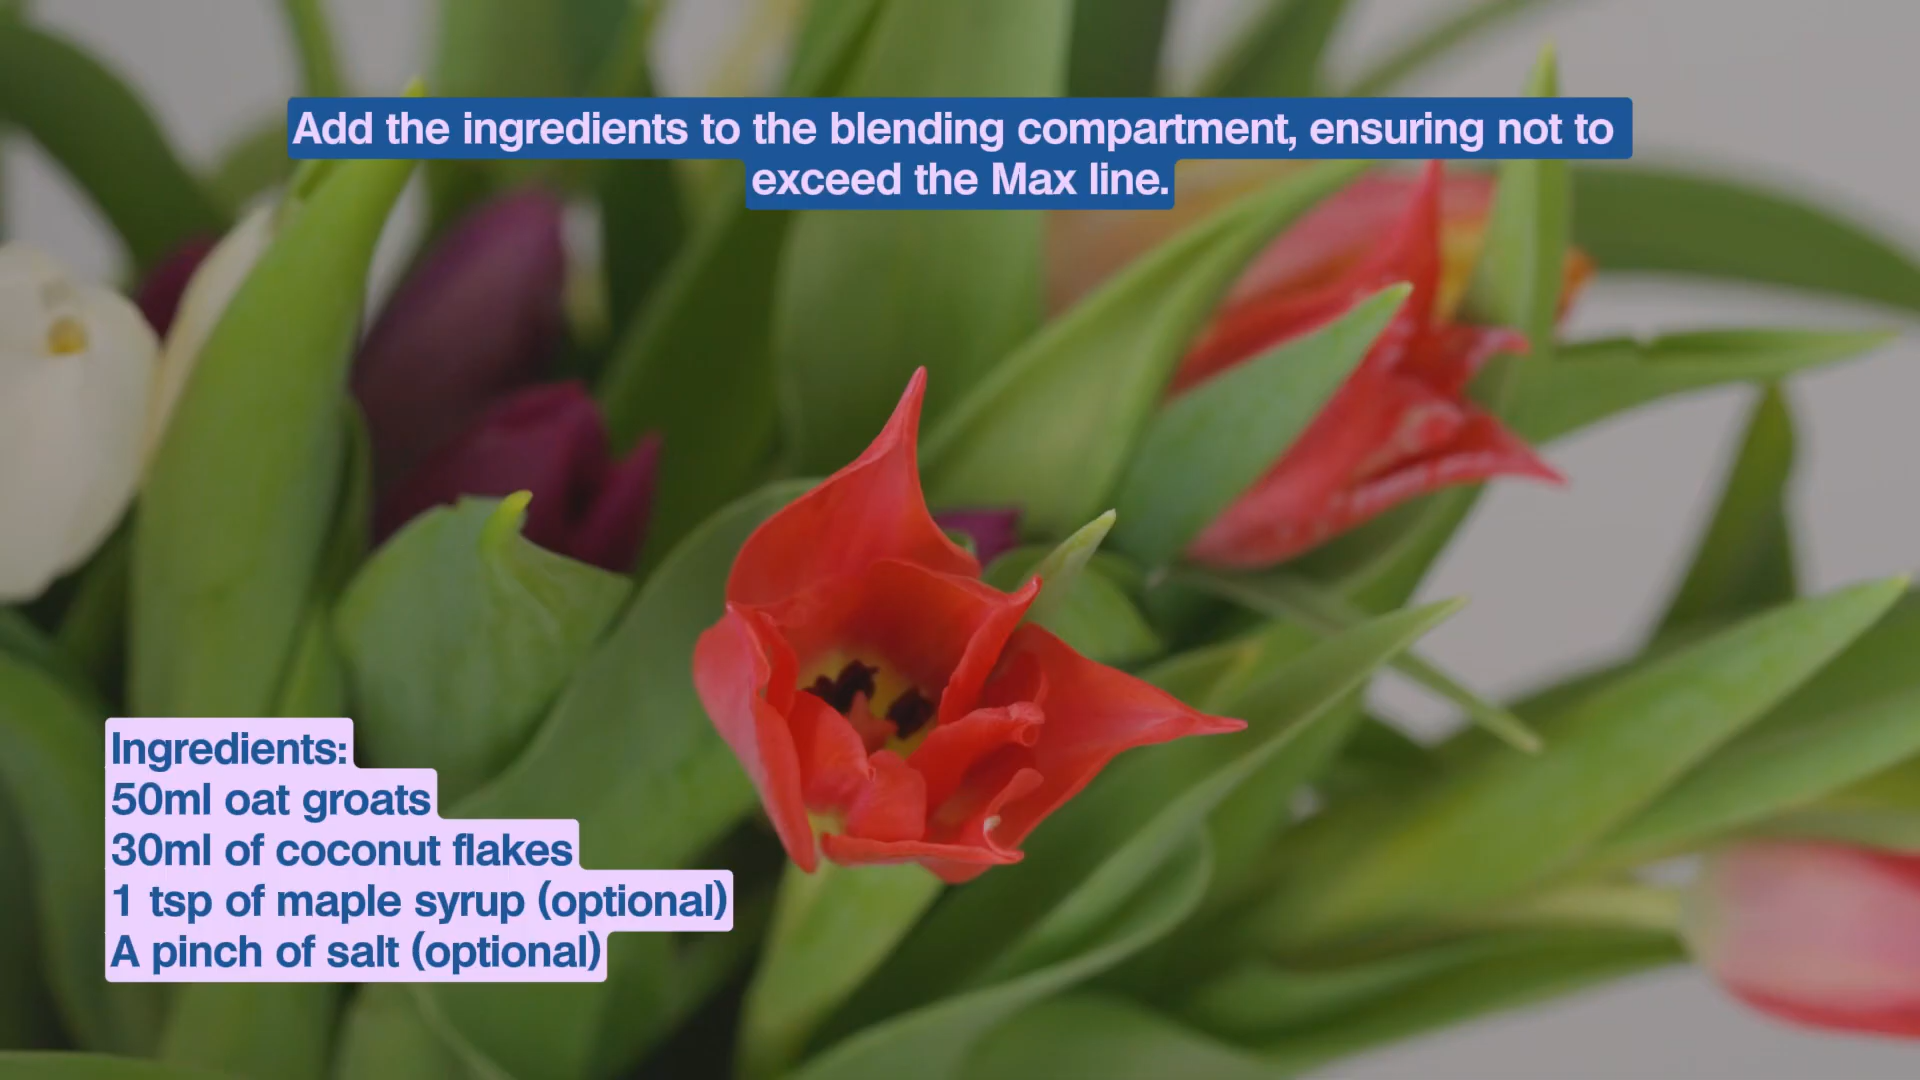 Add the ingredients to the blending compartment, ensuring not to
exceed the Max line.
Ingredients:
50ml oat groats
30ml of coconut flakes
1 tsp of maple syrup (optional)
A pinch of salt (optional)